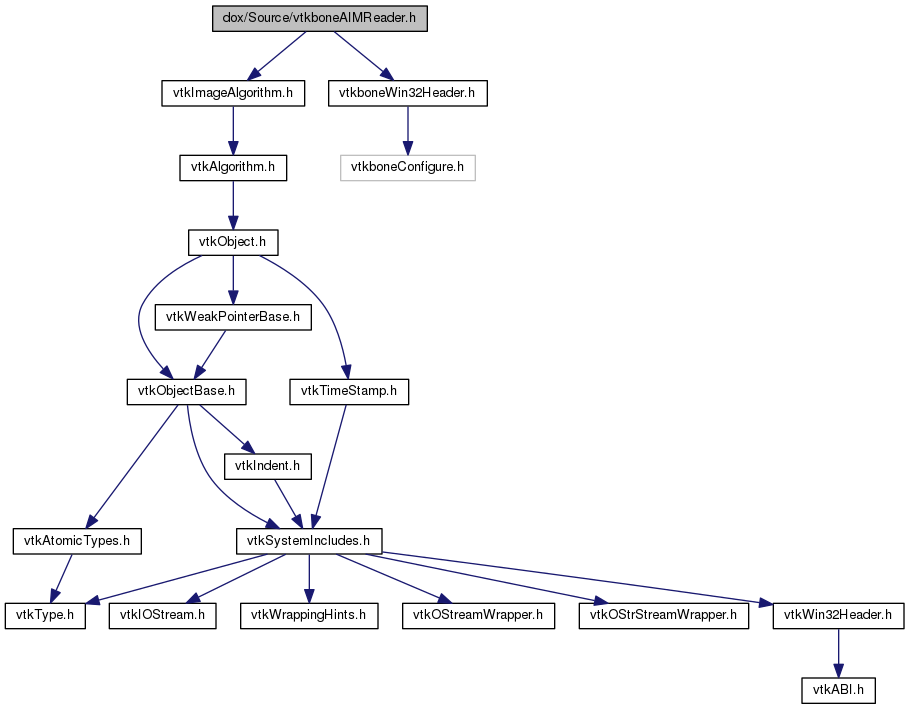 dox/Source/vtkboneAIMReader.h
vtkImageAlgorithm.h
vtkboneWin32Header.h
vtkAlgorithm.h
vtkboneConfigure.h
vtkObject.h
vtkWeakPointerBase.h
vtkObjectBase.h
vtkTimeStamp.h
vtkIndent.h
vtkAtomicTypes.h
vtkSystemIncludes.h
vtkType.h
vtkIOStream.h
vtkWrappingHints.h
vtkOStreamWrapper.h
vtkOStrStreamWrapper.h
vtkWin32Header.h
vtkABI.h